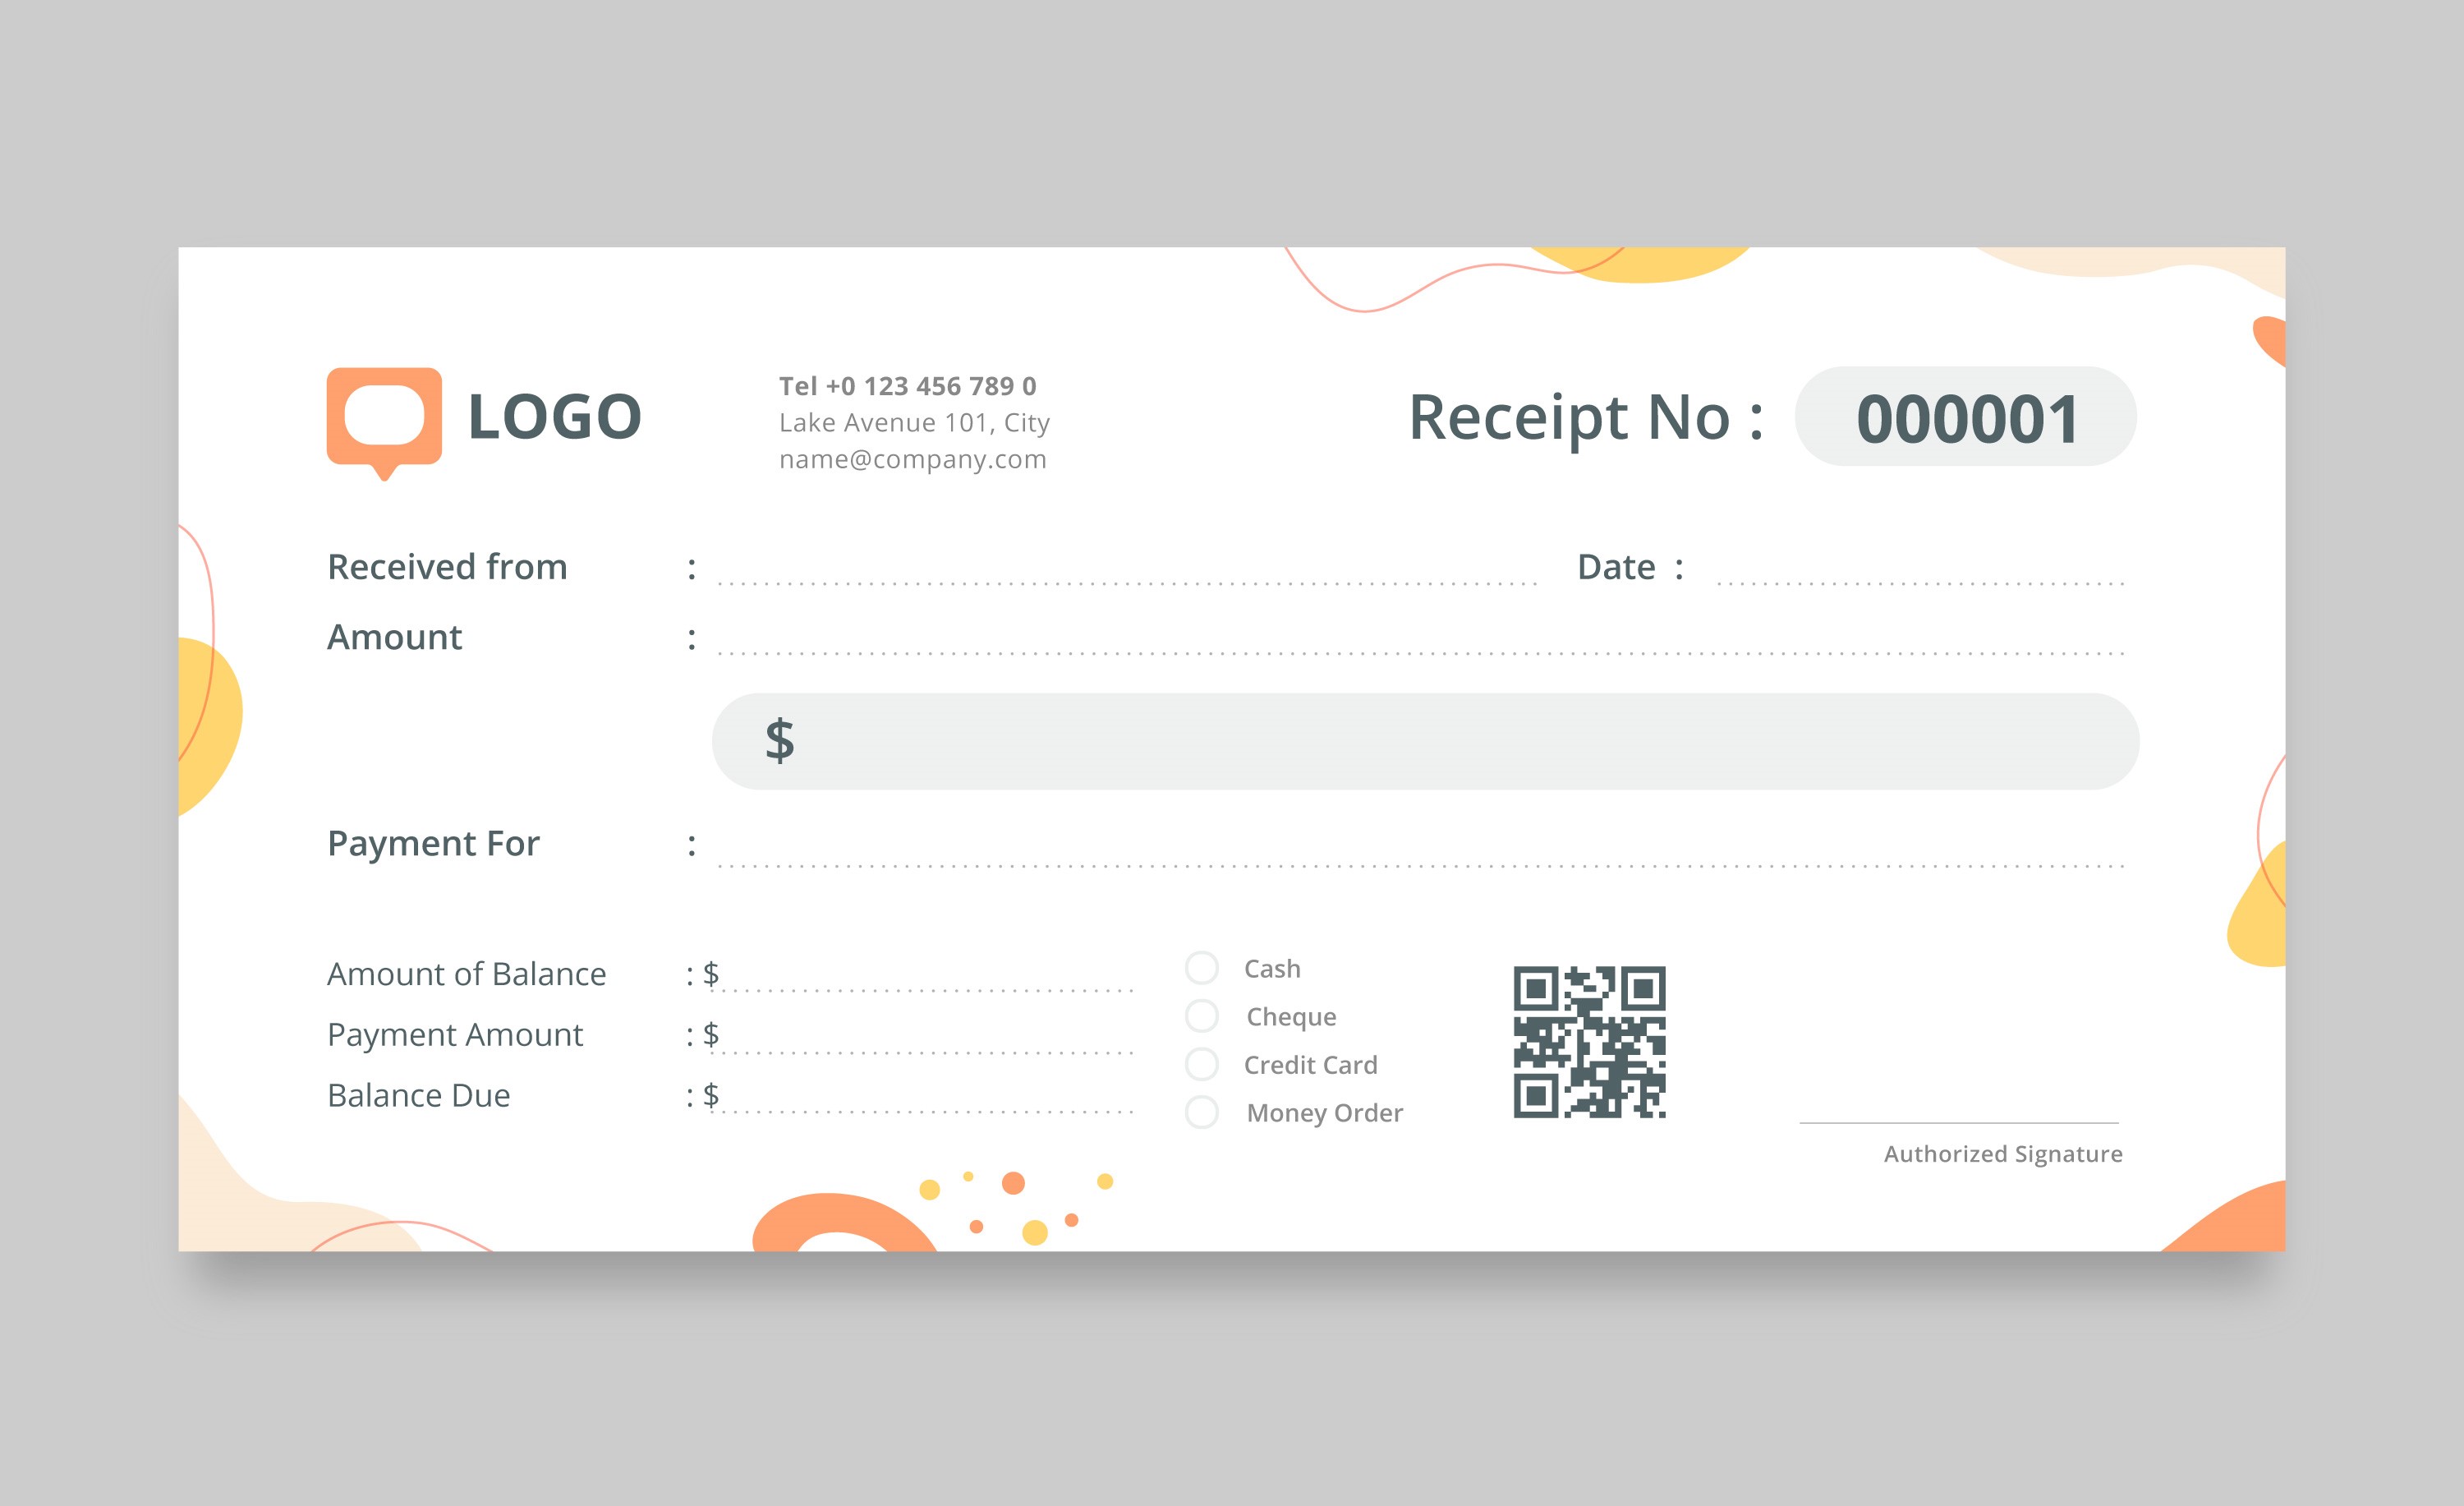 LOGO
Tel +0 123 456 789 0
Lake Avenue 101, City
name@company.com
Receipt No : 000001
Received from :
Date :
Amount :
$
Payment For :
Amount of Balance : $
Payment Amount : $
Balance Due : $
Cash
Cheque
Credit Card
Money Order
Authorized Signature